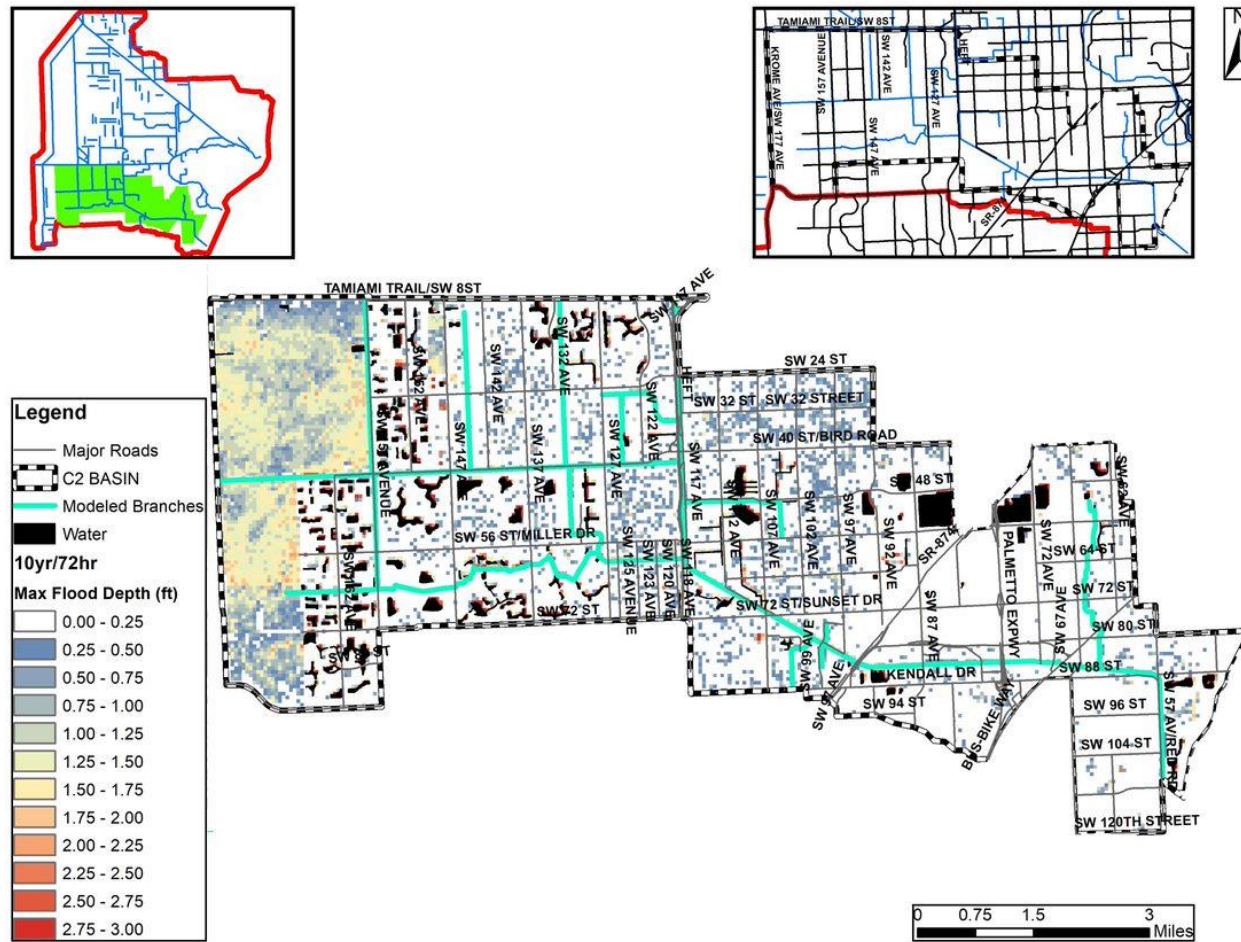 TAMIAMI TRAIL/SW 8ST
HEFT
KROME AVE/SW 177 AVE
SW 157 AVENUE
SW 142 AVE
SW 127 AVE
SW 147 AVE
SR-874
N
TAMIAMI TRAIL/SW 8ST
SW 117 AVE
SW 152 AVE
SW 142 AVE
SW 132 AVE
HEFT
SW 122 AVE
SW 24 ST
SW 32 ST
SW 32 STREET
SW 40 ST/BIRD ROAD
SW 147 AVE
SW 137 AVE
SW 127 AVE
SW 117 AVE
SW 107 AVE
SW 102 AVE
SW 97 AVE
SW 92 AVE
SW 56 ST/MILLER DR
SW 125 AVENUE
SW 123 AVE
SW 120 AVE
SW 118 AVE
SR-874
PALMETTO EXPWY
SW 72 AVE
SW 64 ST
SW 72 ST
SW 72 ST
SW 72 ST/SUNSET DR
SW 87 AVE
SW 67 AVE
SW 80 ST
SW 99 AVE
KENDALL DR
SW 88 ST
SW 94 ST
SW 96 ST
SW 57 AV/RED RD
SW 104 ST
SW 120TH STREET
Legend
Major Roads
C2 BASIN
Modeled Branches
Water
10yr/72hr
Max Flood Depth (ft)
0.00 - 0.25
0.25 - 0.50
0.50 - 0.75
0.75 - 1.00
1.00 - 1.25
1.25 - 1.50
1.50 - 1.75
1.75 - 2.00
2.00 - 2.25
2.25 - 2.50
2.50 - 2.75
2.75 - 3.00
0 0.75 1.5 3
Miles